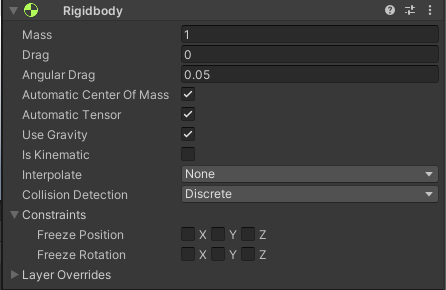 Rigidbody
Mass 1
Drag 0
Angular Drag 0.05
Automatic Center Of Mass
Automatic Tensor
Use Gravity
Is Kinematic
Interpolate None
Collision Detection Discrete
Constraints
Freeze Position X Y Z
Freeze Rotation X Y Z
Layer Overrides